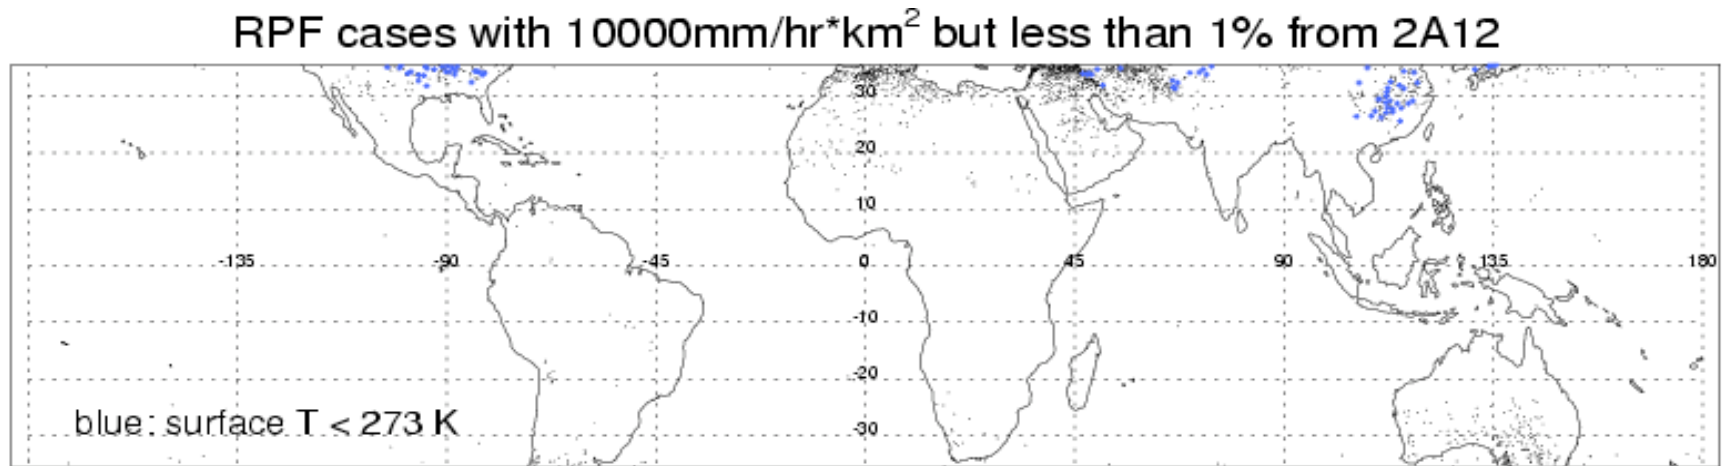 RPF cases with 10000mm/hr*km² but less than 1% from 2A12
30
20
10
-135 -90 -45 0 45 90 135 180
-10
-20
blue: surface T < 273 K
-30